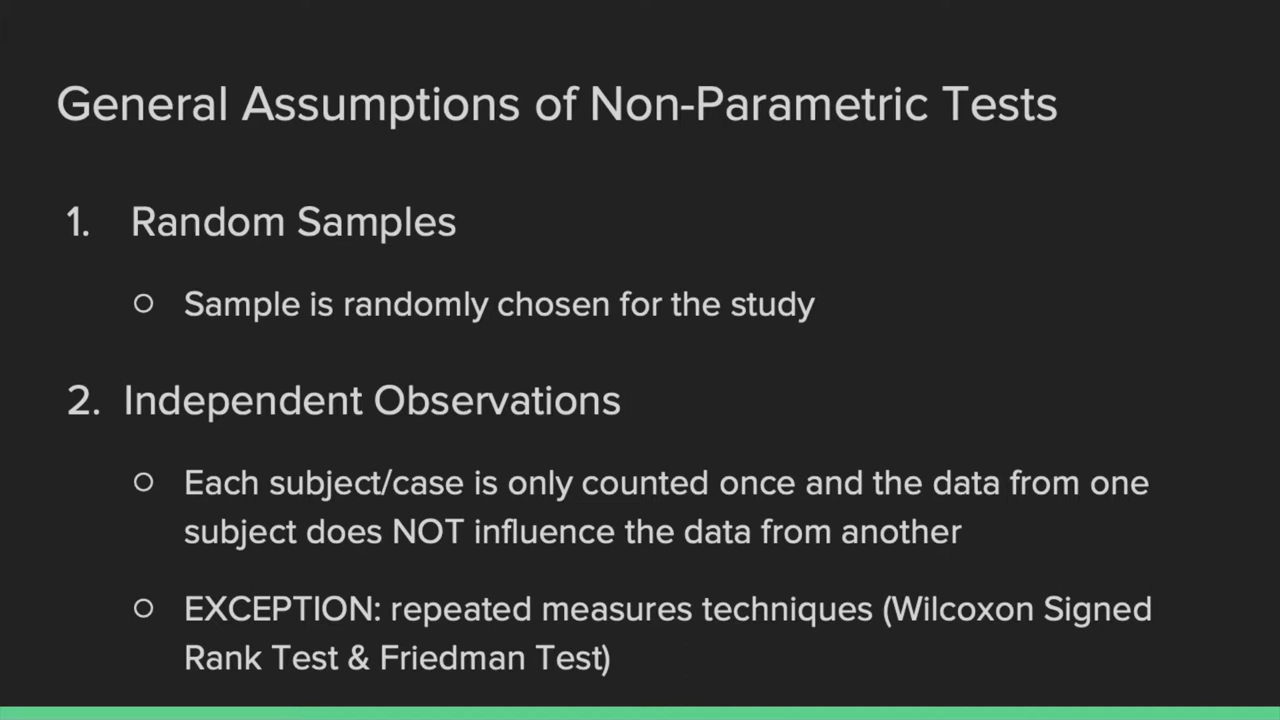 General Assumptions of Non-Parametric Tests
1. Random Samples
○ Sample is randomly chosen for the study
2. Independent Observations
○ Each subject/case is only counted once and the data from one
subject does NOT influence the data from another
○ EXCEPTION: repeated measures techniques (Wilcoxon Signed
Rank Test & Friedman Test)